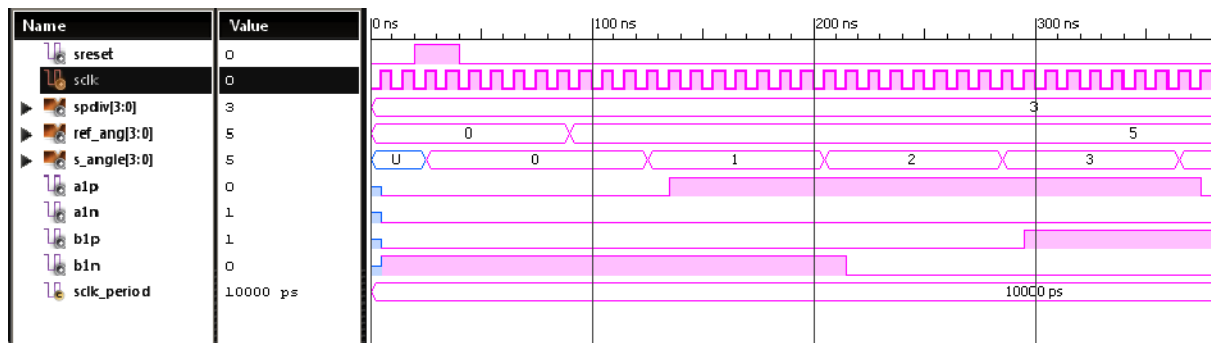 Name Value 0 ns 100 ns 200 ns 300 ns
sreset 0
sclk 0
spdiv[3:0] 3 3
ref_ang[3:0] 5 0 5
s_angle[3:0] 5 U 0 1 2 3
a1p 0
a1n 1
b1p 1
b1n 0
sclk_period 10000 ps 10000 ps